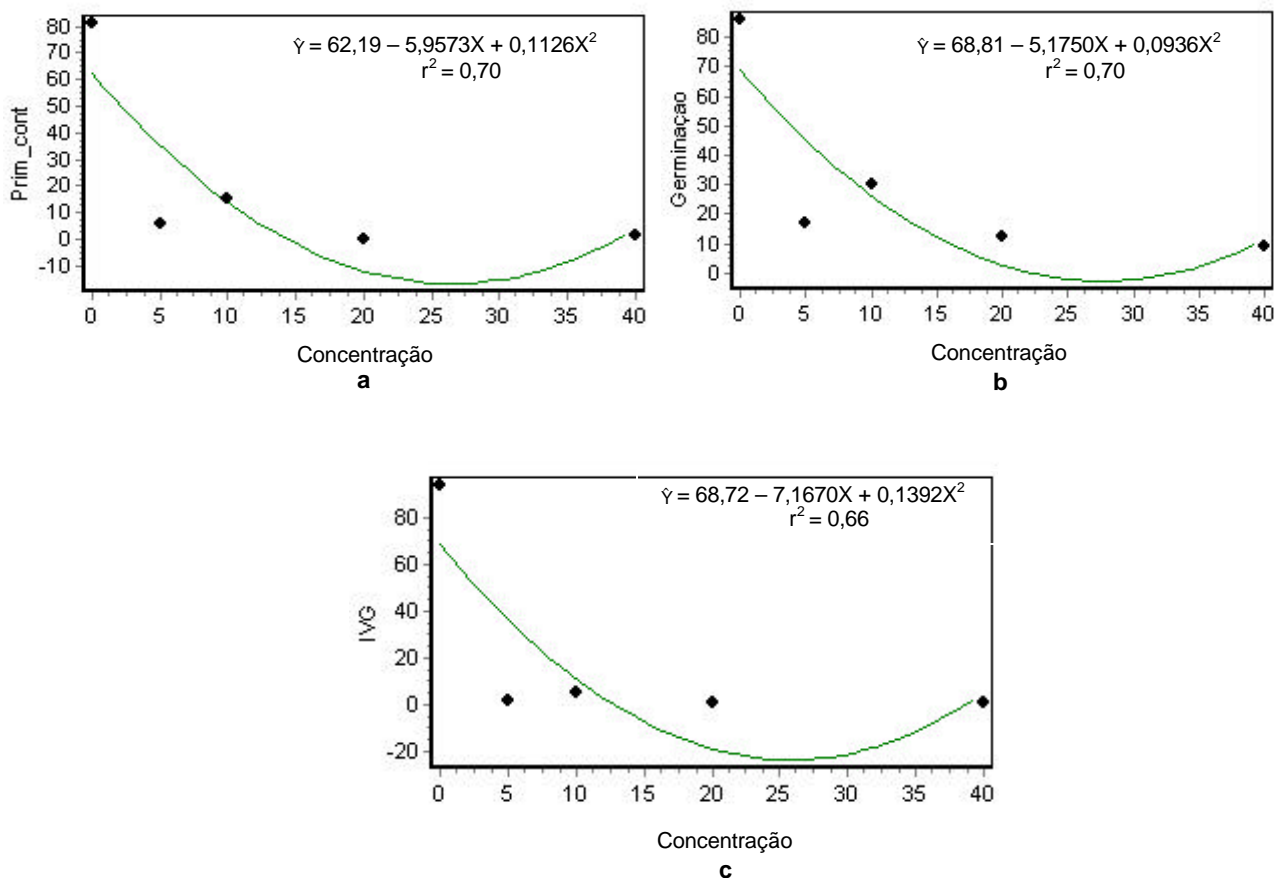 80
70
60
50
40
30
20
10
0
-10
Prim_cont
Ŷ = 62,19 – 5,9573X + 0,1126X²
r² = 0,70
0 5 10 15 20 25 30 35 40
Concentração
a
80
70
60
50
40
30
20
10
0
Germinaçao
Ŷ = 68,81 – 5,1750X + 0,0936X²
r² = 0,70
0 5 10 15 20 25 30 35 40
Concentração
b
80
60
40
20
0
-20
IVG
Ŷ = 68,72 – 7,1670X + 0,1392X²
r² = 0,66
0 5 10 15 20 25 30 35 40
Concentração
c